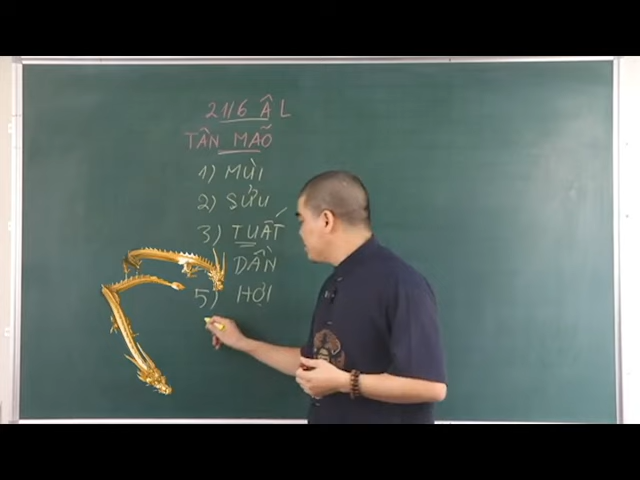 21/6 ÂL
TÂN MÃO
1) MÙI
2) SỬU
3) TUẤT
DẦN
5) HỢI